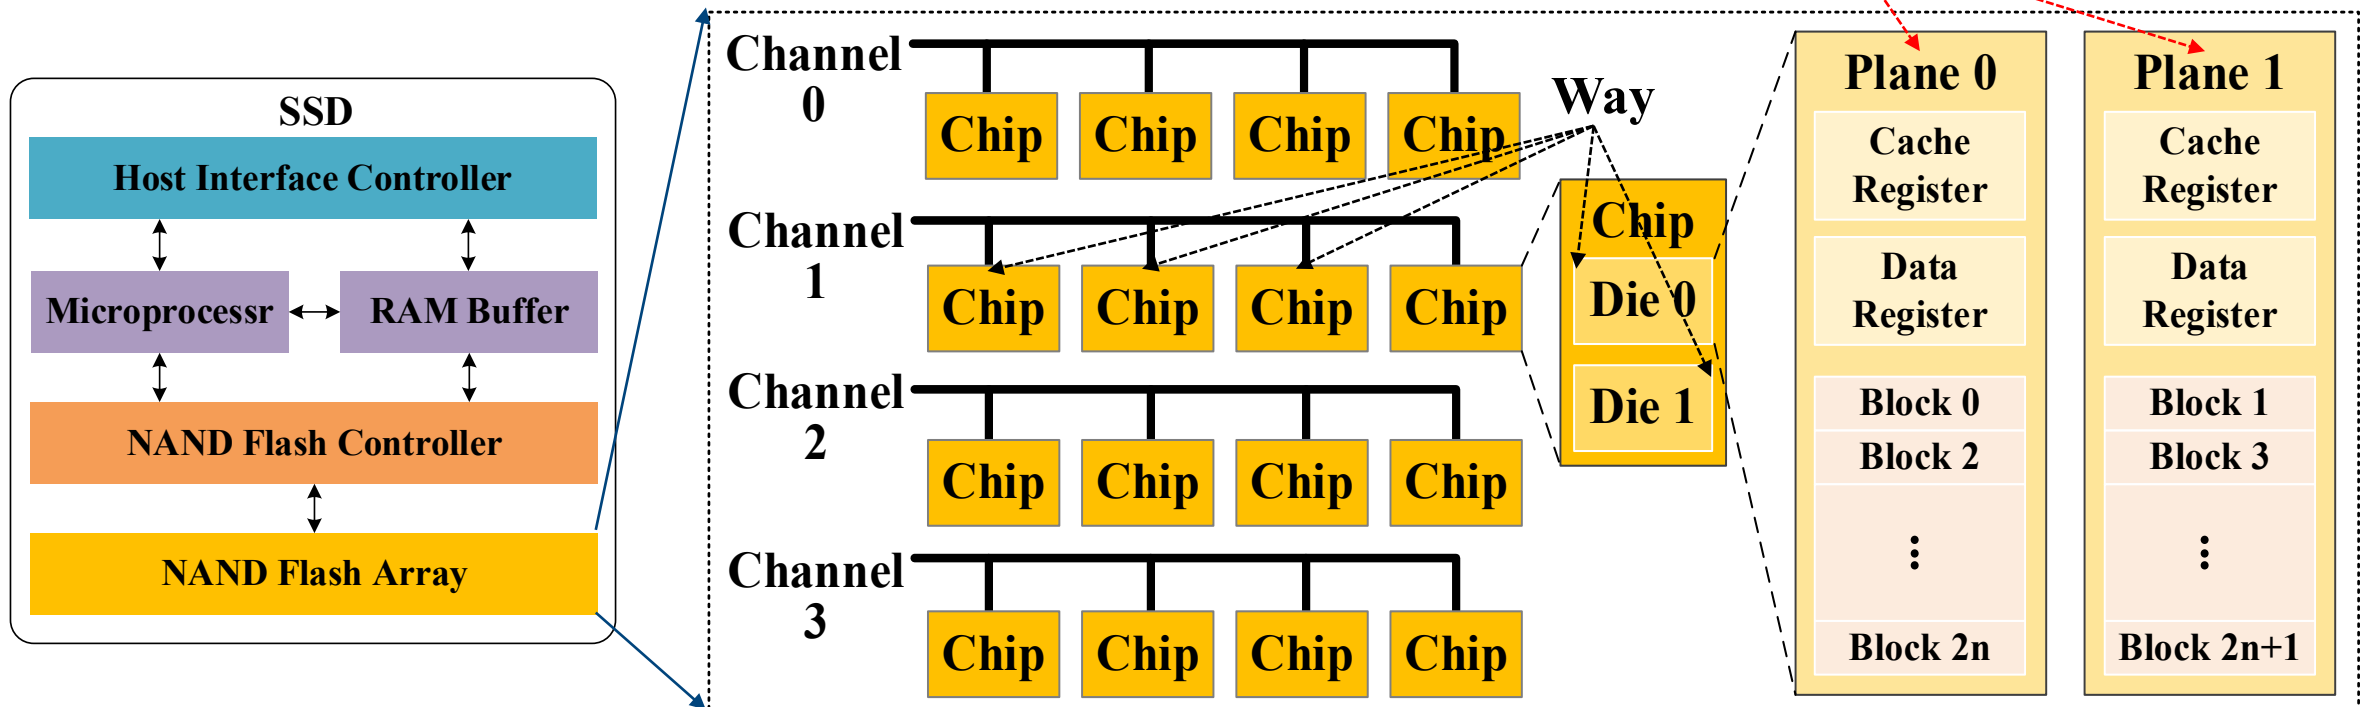 SSD
Host Interface Controller
Microprocessr
RAM Buffer
NAND Flash Controller
NAND Flash Array
Channel
0
Chip
Chip
Chip
Chip
Channel
1
Chip
Chip
Chip
Chip
Channel
2
Chip
Chip
Chip
Chip
Channel
3
Chip
Chip
Chip
Chip
Way
Chip
Die 0
Die 1
Plane 0
Cache
Register
Data
Register
Block 0
Block 2
Block 2n
Plane 1
Cache
Register
Data
Register
Block 1
Block 3
Block 2n+1